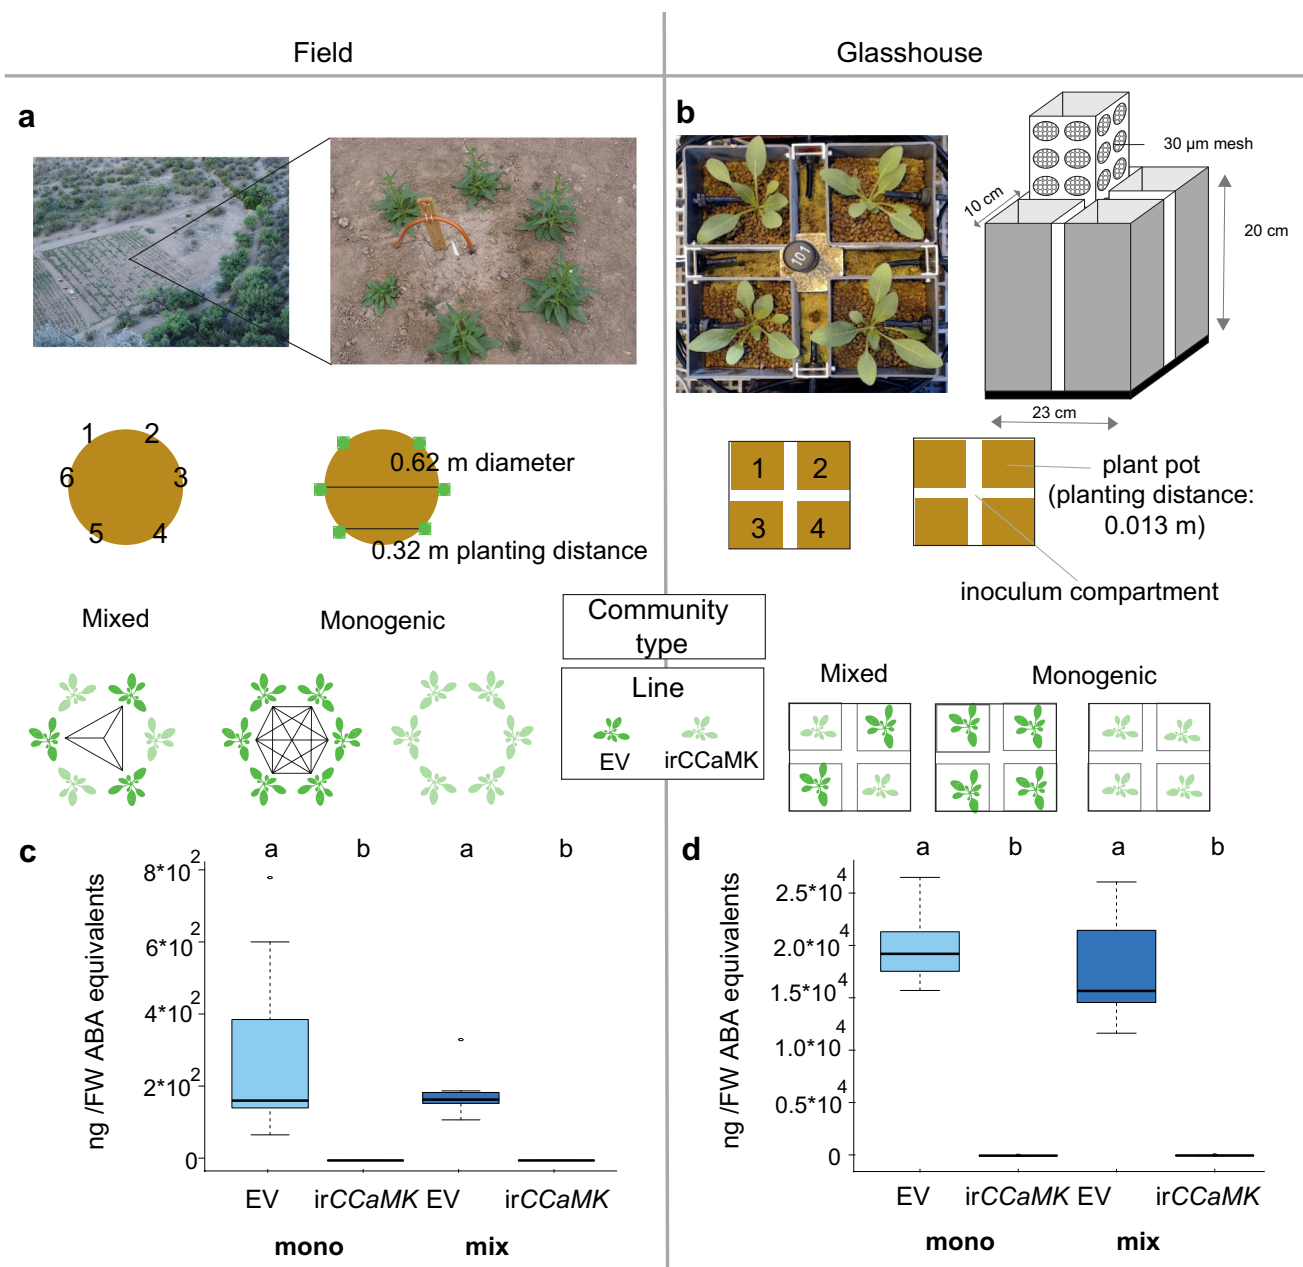 Field
Glasshouse
a
1
2
3
4
5
6
0.62 m diameter
0.32 m planting distance
Mixed
Monogenic
b
101
30 µm mesh
10 cm
20 cm
23 cm
1
2
3
4
plant pot
(planting distance:
0.013 m)
inoculum compartment
Community
type
Line
EV
irCCaMK
Mixed
Monogenic
c
a
b
a
b
ng /FW ABA equivalents
8*10^2
6*10^2
4*10^2
2*10^2
0
EV
irCCaMK
EV
irCCaMK
mono
mix
d
a
b
a
b
ng /FW ABA equivalents
2.5*10^4
2.0*10^4
1.5*10^4
1.0*10^4
0.5*10^4
0
EV
irCCaMK
EV
irCCaMK
mono
mix